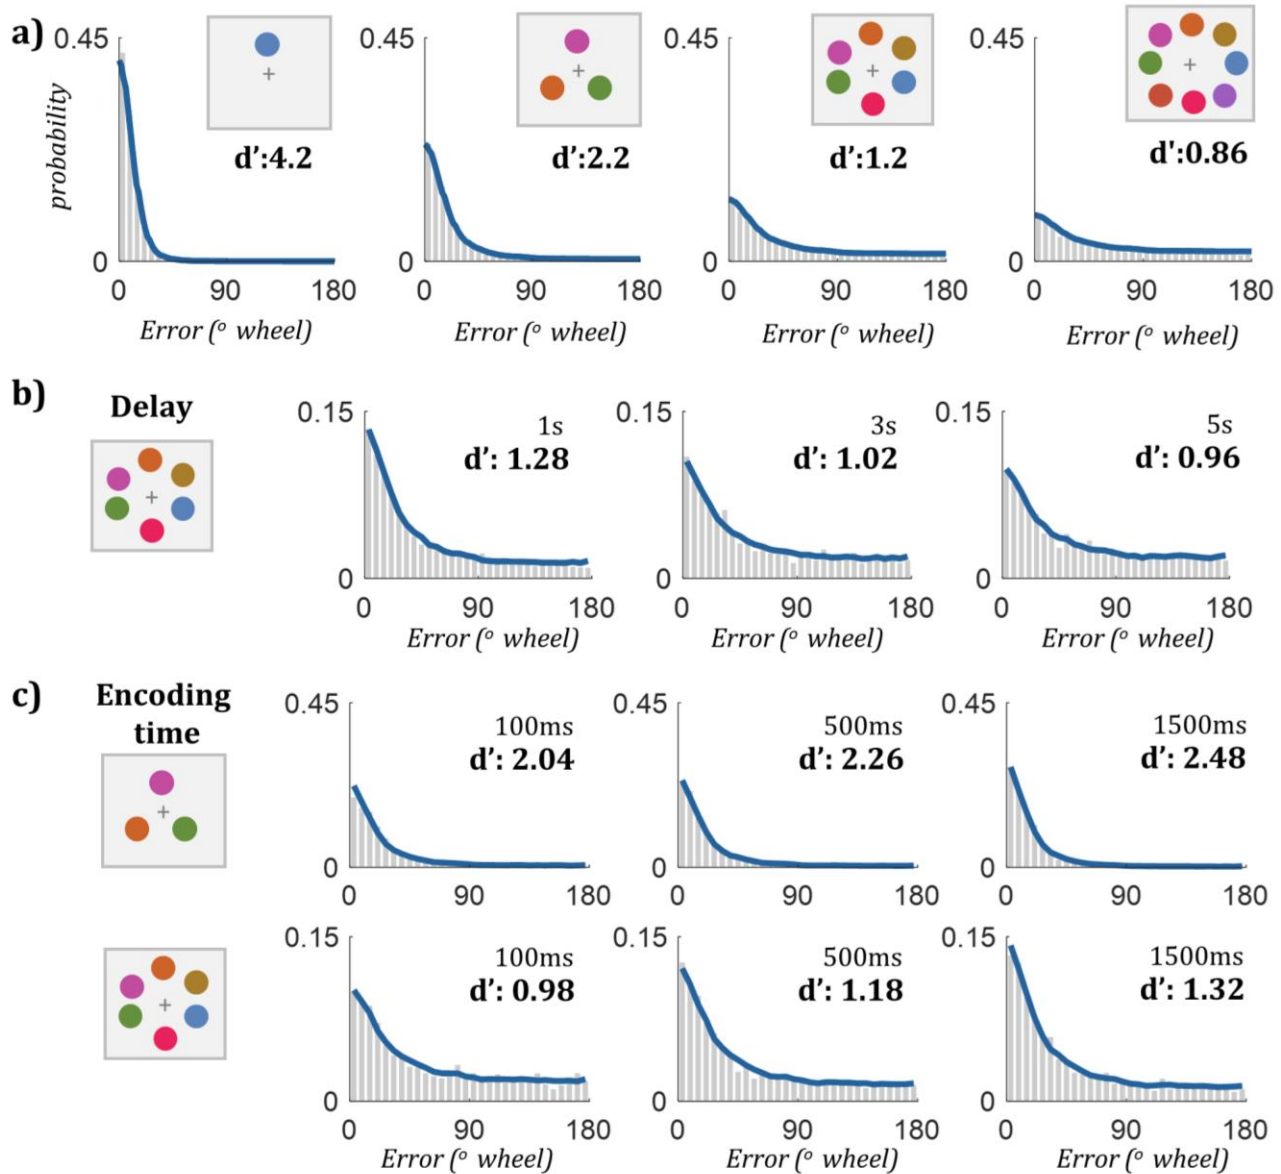 a)
0.45 0.45 0.45 0.45
probability
d’:4.2 d’:2.2 d’:1.2 d':0.86
0 0 0 0
0 90 180 0 90 180 0 90 180 0 90 180
Error (o wheel) Error (o wheel) Error (o wheel) Error (o wheel)
b)
Delay
0.15 0.15 0.15
1s 3s 5s
d’: 1.28 d’: 1.02 d’: 0.96
0 0 0
0 90 180 0 90 180 0 90 180
Error (o wheel) Error (o wheel) Error (o wheel)
c)
Encoding
time
0.45 0.45 0.45
100ms 500ms 1500ms
d’: 2.04 d’: 2.26 d’: 2.48
0 0 0
0 90 180 0 90 180 0 90 180
0.15 0.15 0.15
100ms 500ms 1500ms
d’: 0.98 d’: 1.18 d’: 1.32
0 0 0
0 90 180 0 90 180 0 90 180
Error (o wheel) Error (o wheel) Error (o wheel)